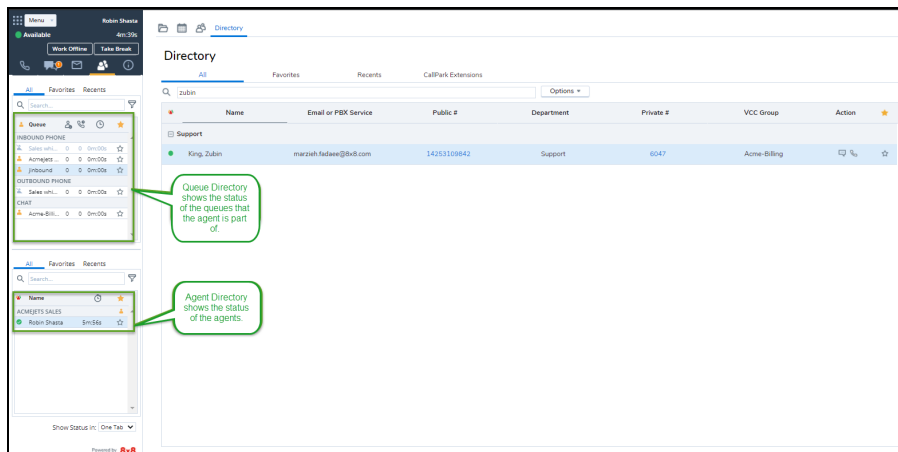 Menu
Robin Shasta
Available 4m:39s
Work Offline Take Break
All Favorites Recents
Search...
Queue
INBOUND PHONE
Sales whi... 0 0 0m:00s
Acmejets ... 0 0 0m:00s
Jinbound 0 0 0m:00s
OUTBOUND PHONE
Sales whi... 0 0 0m:00s
CHAT
Acme-Billi... 0 0 0m:00s
All Favorites Recents
Search...
Name
ACMEJETS SALES
Robin Shasta 5m:56s
Show Status in: One Tab
Powered by 8x8
Directory
Directory
All Favorites Recents CallPark Extensions
zubin Options
Name Email or PBX Service Public # Department Private # VCC Group Action
Support
King, Zubin marzieh.fadaee@8x8.com 14253109842 Support 6047 Acme-Billing
Queue Directory
shows the status
of the queues that
the agent is part
of.
Agent Directory
shows the status
of the agents.